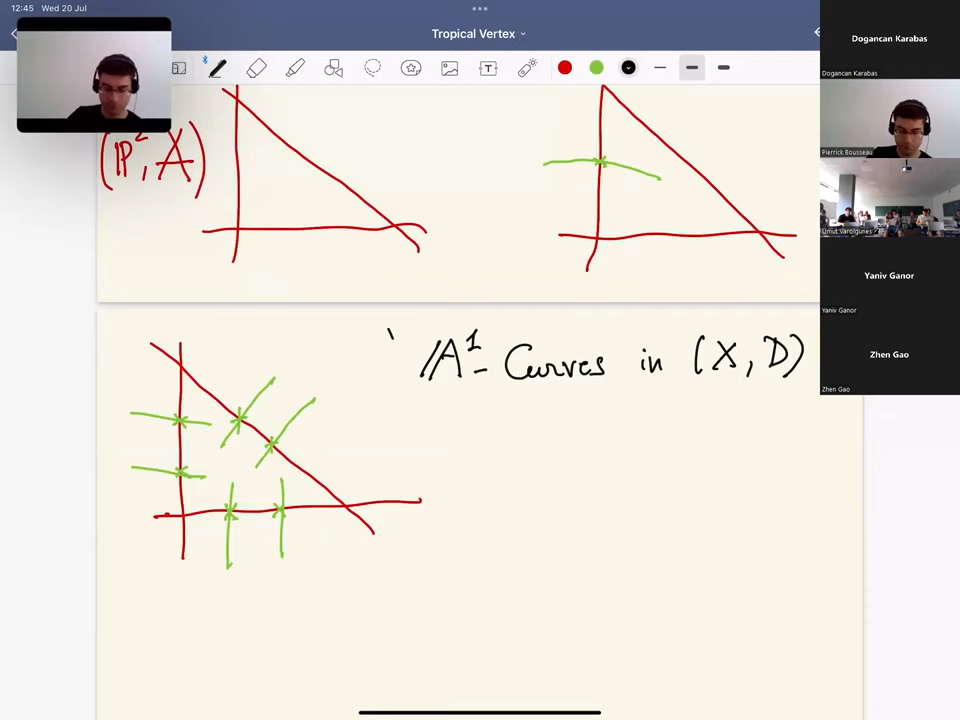 12:45 Wed 20 Jul
Tropical Vertex
Dogancan Karabas
Dogancan Karabas
Pierrick Bousseau
Umut Varolgunes
Yaniv Ganor
Yaniv Ganor
Zhen Gao
Zhen Gao
(ℙ²,
A¹- Curves in (X, D)